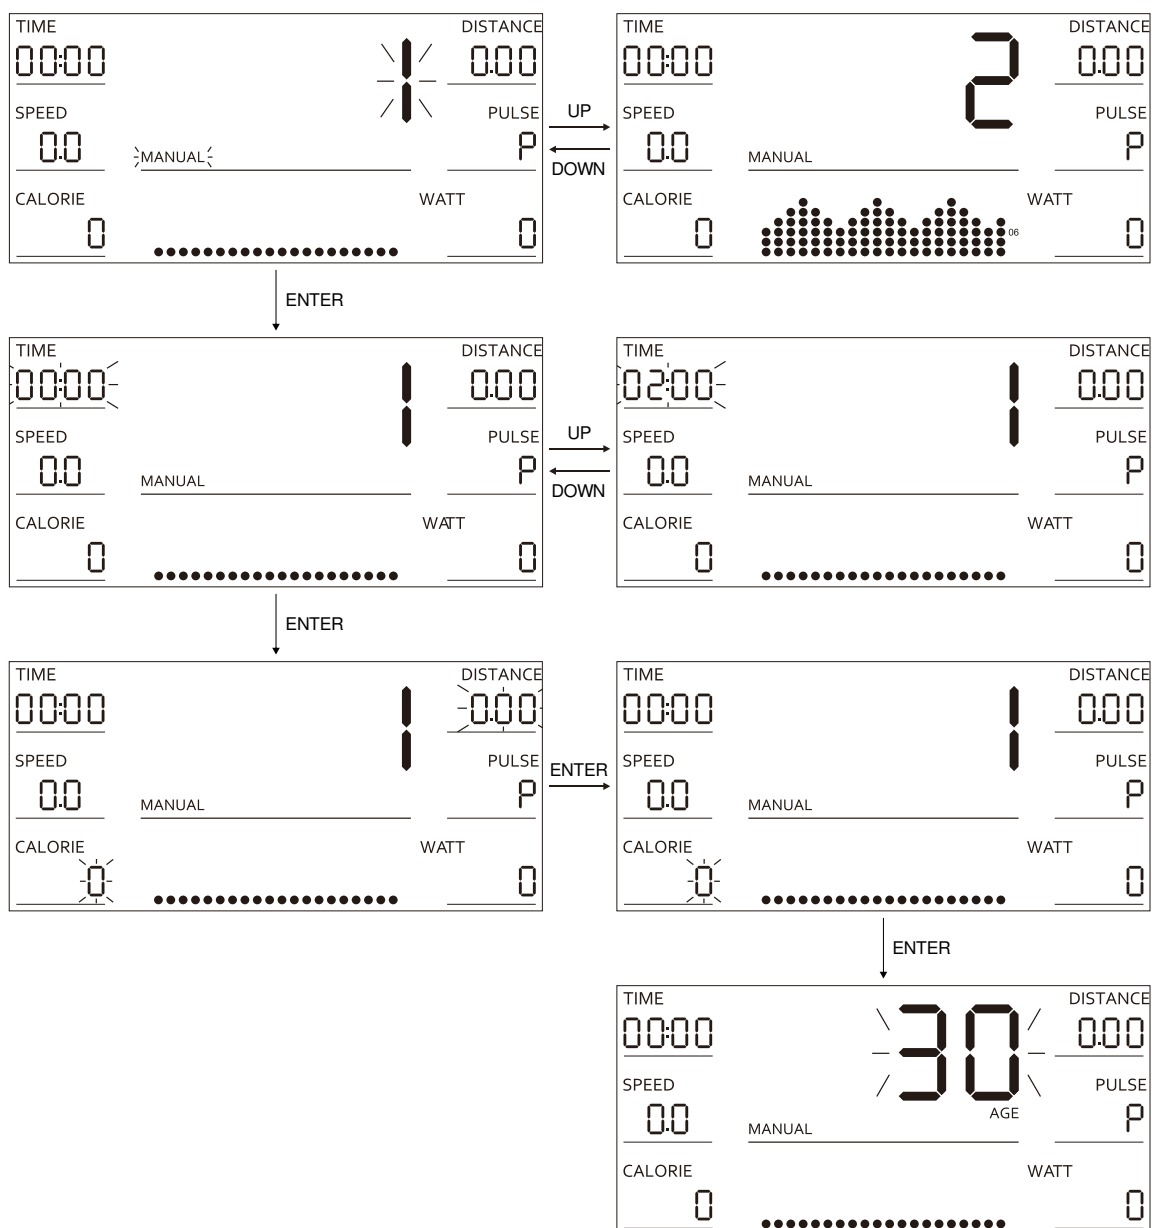 TIME DISTANCE
00:00 1 0.00
SPEED PULSE
0.0 MANUAL P
CALORIE WATT
0 0
UP
DOWN
TIME DISTANCE
00:00 2 0.00
SPEED PULSE
0.0 MANUAL P
CALORIE WATT
0 06 0
ENTER
TIME DISTANCE
00:00 1 0.00
SPEED PULSE
0.0 MANUAL P
CALORIE WATT
0 0
UP
DOWN
TIME DISTANCE
02:00 1 0.00
SPEED PULSE
0.0 MANUAL P
CALORIE WATT
0 0
ENTER
TIME DISTANCE
00:00 1 0.00
SPEED PULSE
0.0 MANUAL P
CALORIE WATT
0 0
ENTER
TIME DISTANCE
00:00 1 0.00
SPEED PULSE
0.0 MANUAL P
CALORIE WATT
0 0
ENTER
TIME DISTANCE
00:00 30 0.00
SPEED AGE PULSE
0.0 MANUAL P
CALORIE WATT
0 0